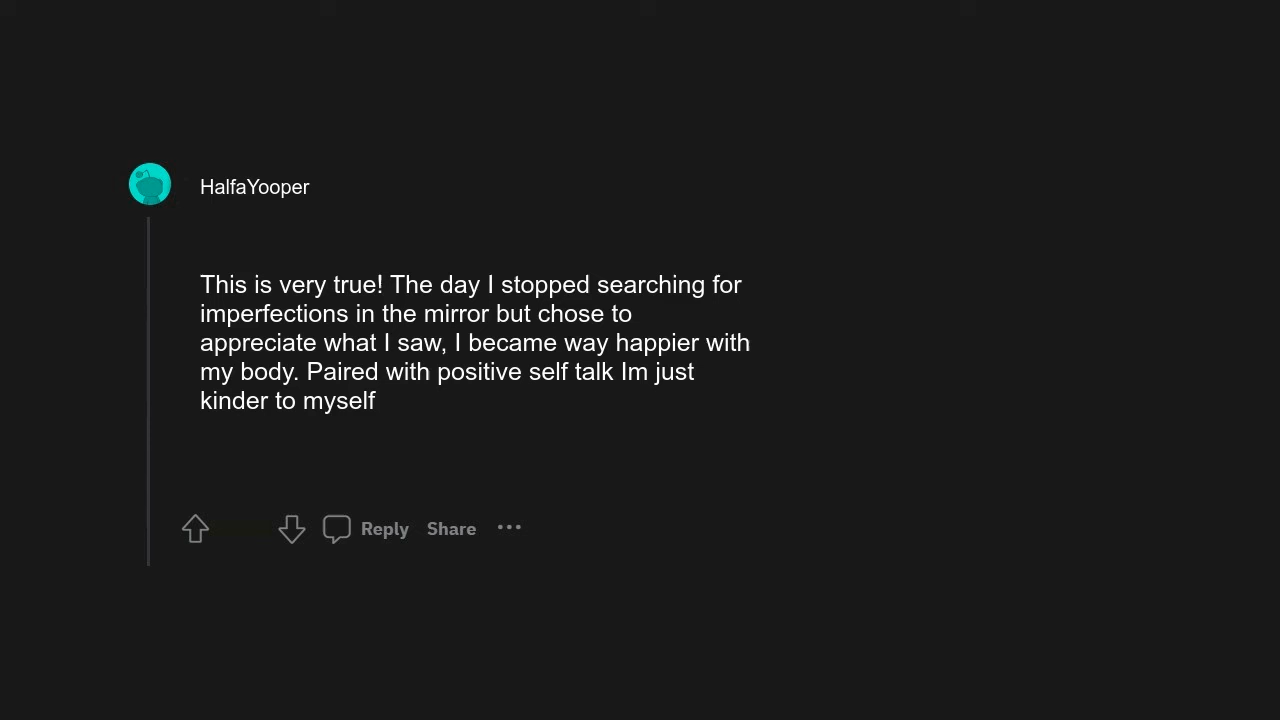 HalfaYooper
This is very true! The day I stopped searching for
imperfections in the mirror but chose to
appreciate what I saw, I became way happier with
my body. Paired with positive self talk Im just
kinder to myself
Reply Share